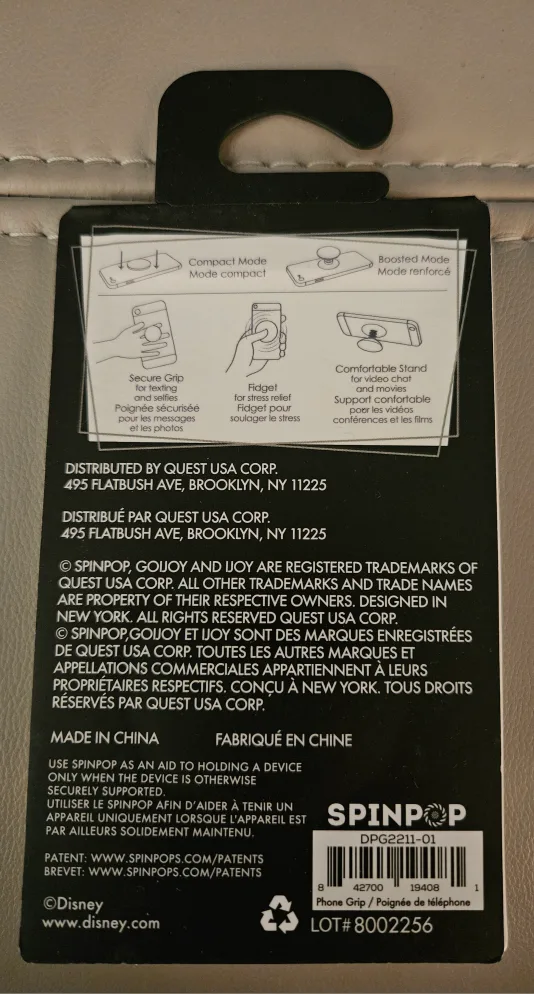 Compact Mode
Mode compact
Boosted Mode
Mode renforcé
Secure Grip
for texting
and selfies
Poignée sécurisée
pour les messages
et les photos
Fidget
for stress relief
Fidget pour
soulager le stress
Comfortable Stand
for video chat
and movies
Support confortable
poer les vidéos
conférences et les films
DISTRIBUTED BY QUEST USA CORP.
495 FLATBUSH AVE, BROOKLYN, NY 11225
DISTRIBUÉ PAR QUEST USA CORP.
495 FLATBUSH AVE, BROOKLYN, NY 11225
© SPINPOP, GOIJOY AND IJOY ARE REGISTERED TRADEMARKS OF
QUEST USA CORP. ALL OTHER TRADEMARKS AND TRADE NAMES
ARE PROPERTY OF THEIR RESPECTIVE OWNERS. DESIGNED IN
NEW YORK. ALL RIGHTS RESERVED QUEST USA CORP.
© SPINPOP,GOIJOY ET IJOY SONT DES MARQUES ENREGISTRÉES
DE QUEST USA CORP. TOUTES LES AUTRES MARQUES ET
APPELLATIONS COMMERCIALES APPARTIENNENT À LEURS
PROPRIÉTAIRES RESPECTIFS. CONÇU À NEW YORK. TOUS DROITS
RÉSERVÉS PAR QUEST USA CORP.
MADE IN CHINA FABRIQUÉ EN CHINE
USE SPINPOP AS AN AID TO HOLDING A DEVICE
ONLY WHEN THE DEVICE IS OTHERWISE
SECURELY SUPPORTED.
UTILISER LE SPINPOP AFIN D'AIDER À TENIR UN
APPAREIL UNIQUEMENT LORSQUE L'APPAREIL EST
PAR AILLEURS SOLIDEMENT MAINTENU.
PATENT: WWW.SPINPOPS.COM/PATENTS
BREVET: WWW.SPINPOPS.COM/PATENTS
©Disney
www.disney.com
SPINPOP
DPG2211-01
8 42700 19408 1
Phone Grip / Poignée de téléphone
LOT# 8002256